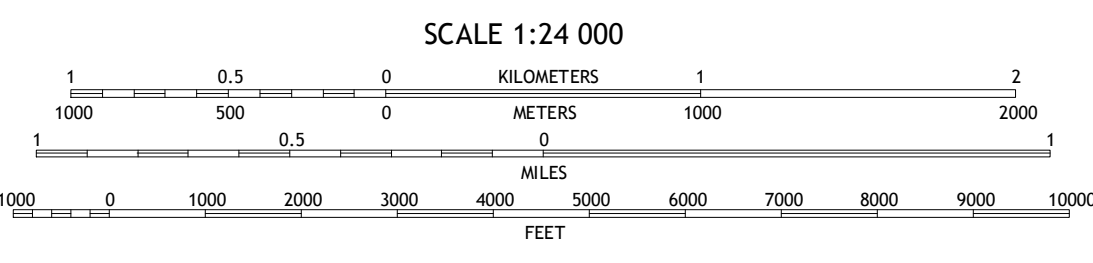 SCALE 1:24 000
1 0.5 0 KILOMETERS 1 2
1000 500 0 METERS 1000 2000
1 0.5 0 1
MILES
1000 0 1000 2000 3000 4000 5000 6000 7000 8000 9000 10000
FEET